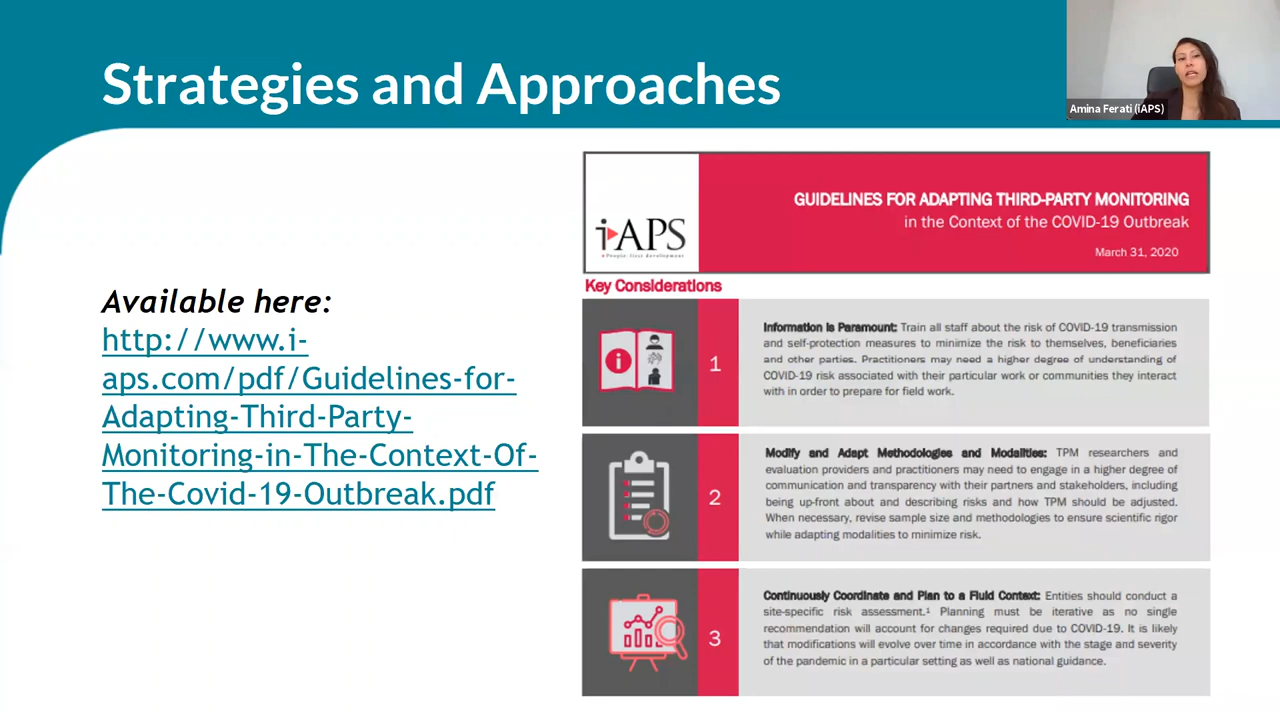 Strategies and Approaches
Amina Ferati (iAPS)
Available here:
http://www.i-
aps.com/pdf/Guidelines-for-
Adapting-Third-Party-
Monitoring-in-The-Context-Of-
The-Covid-19-Outbreak.pdf
iAPS
People first development
GUIDELINES FOR ADAPTING THIRD-PARTY MONITORING
in the Context of the COVID-19 Outbreak
March 31, 2020
Key Considerations
1
Information is Paramount: Train all staff about the risk of COVID-19 transmission
and self-protection measures to minimize the risk to themselves, beneficiaries
and other parties. Practitioners may need a higher degree of understanding of
COVID-19 risk associated with their particular work or communities they interact
with in order to prepare for field work.
2
Modify and Adapt Methodologies and Modalities: TPM researchers and
evaluation providers and practitioners may need to engage in a higher degree of
communication and transparency with their partners and stakeholders, including
being up-front about and describing risks and how TPM should be adjusted.
When necessary, revise sample size and methodologies to ensure scientific rigor
while adapting modalities to minimize risk.
3
Continuously Coordinate and Plan to a Fluid Context: Entities should conduct a
site-specific risk assessment.¹ Planning must be iterative as no single
recommendation will account for changes required due to COVID-19. It is likely
that modifications will evolve over time in accordance with the stage and severity
of the pandemic in a particular setting as well as national guidance.